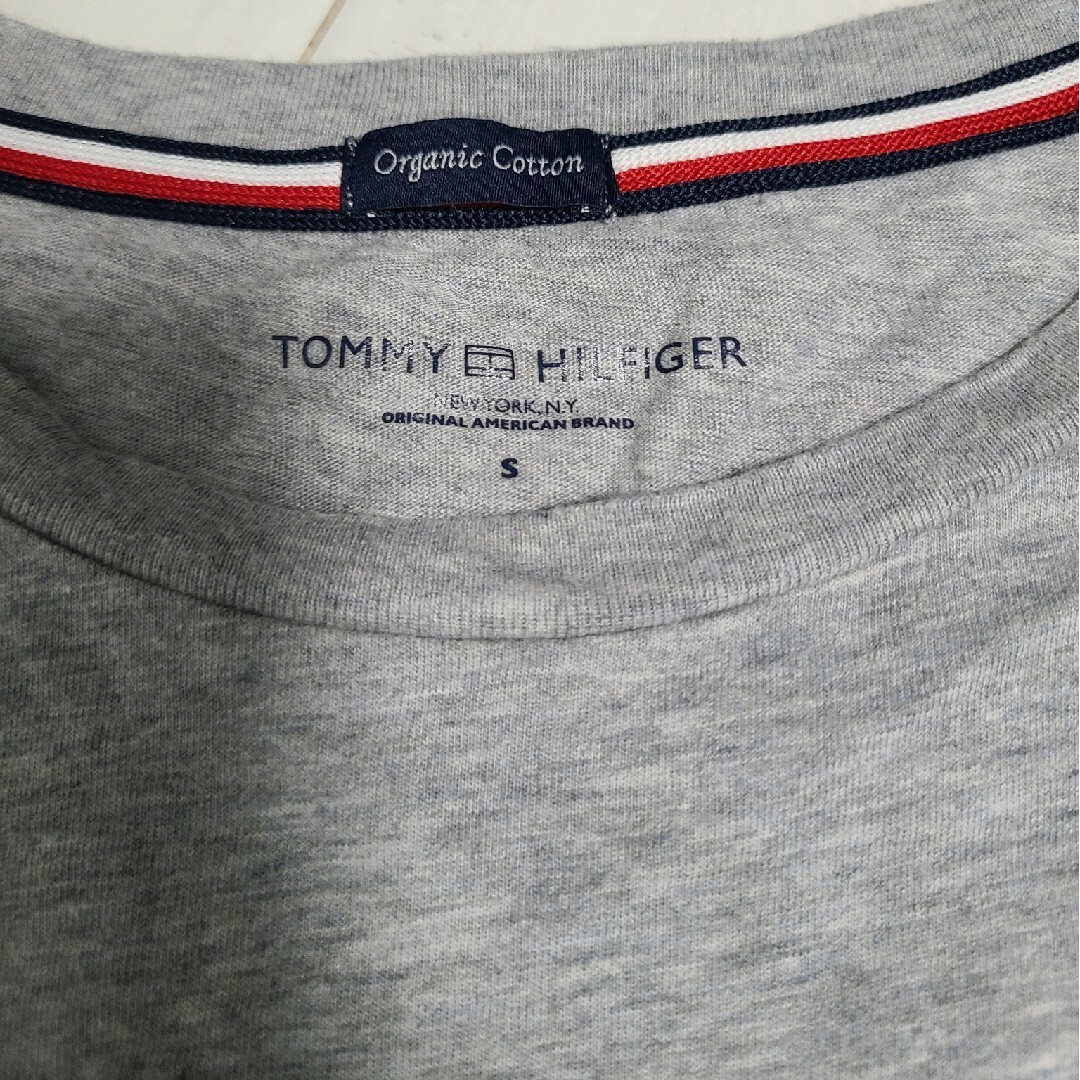 Organic Cotton
TOMMY HILFIGER
NEW YORK, N.Y.
ORIGINAL AMERICAN BRAND
S